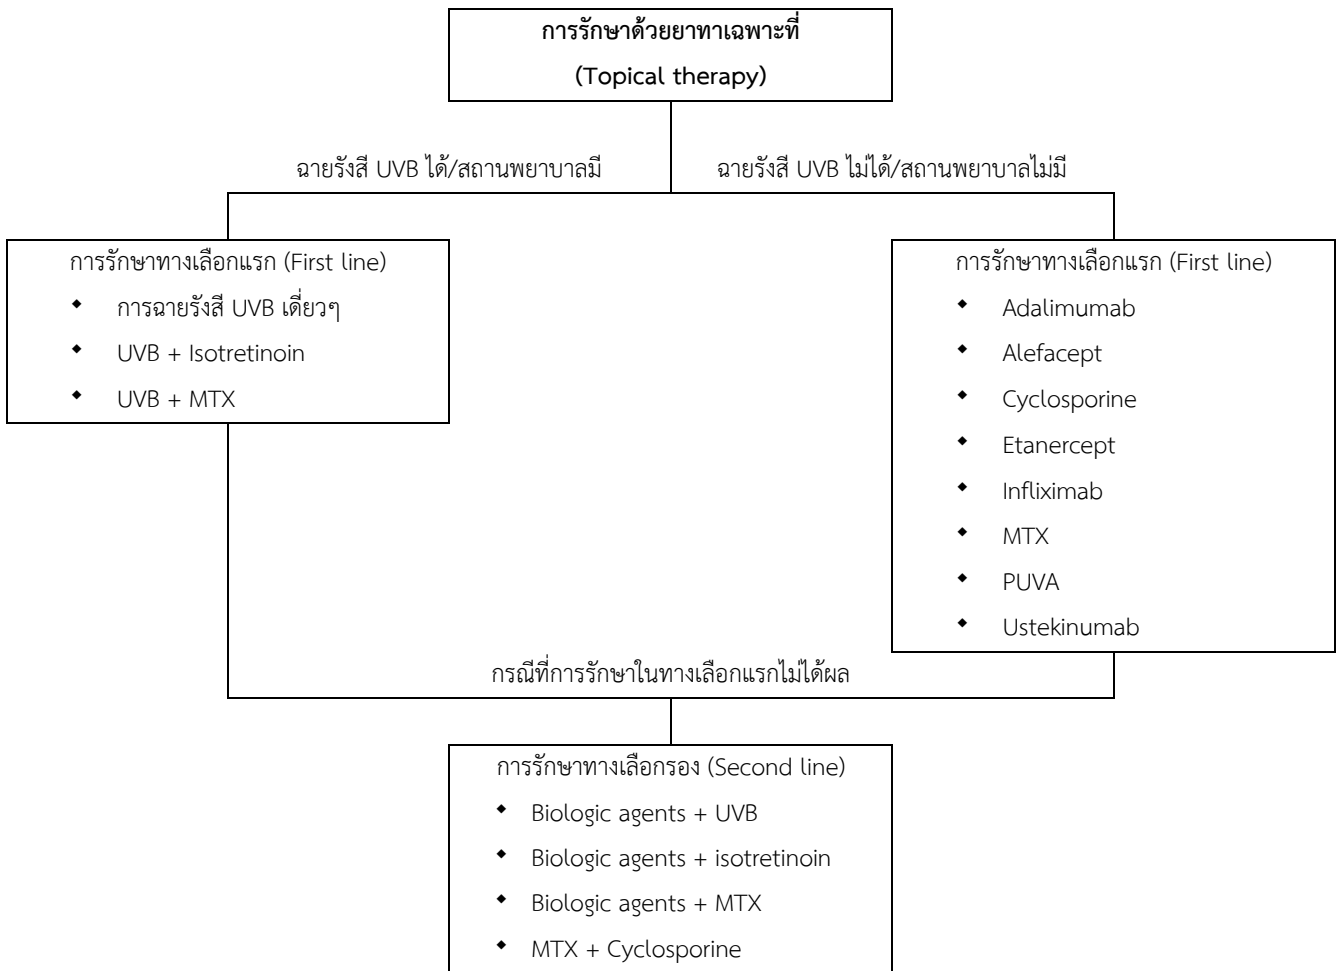 การรักษาด้วยยาทาเฉพาะที่
(Topical therapy)
ฉายรังสี UVB ได้/สถานพยาบาลมี
ฉายรังสี UVB ไม่ได้/สถานพยาบาลไม่มี
การรักษาทางเลือกแรก (First line)
◆ การฉายรังสี UVB เดี่ยวๆ
◆ UVB + Isotretinoin
◆ UVB + MTX
การรักษาทางเลือกแรก (First line)
◆ Adalimumab
◆ Alefacept
◆ Cyclosporine
◆ Etanercept
◆ Infliximab
◆ MTX
◆ PUVA
◆ Ustekinumab
กรณีที่การรักษาในทางเลือกแรกไม่ได้ผล
การรักษาทางเลือกรอง (Second line)
◆ Biologic agents + UVB
◆ Biologic agents + isotretinoin
◆ Biologic agents + MTX
◆ MTX + Cyclosporine